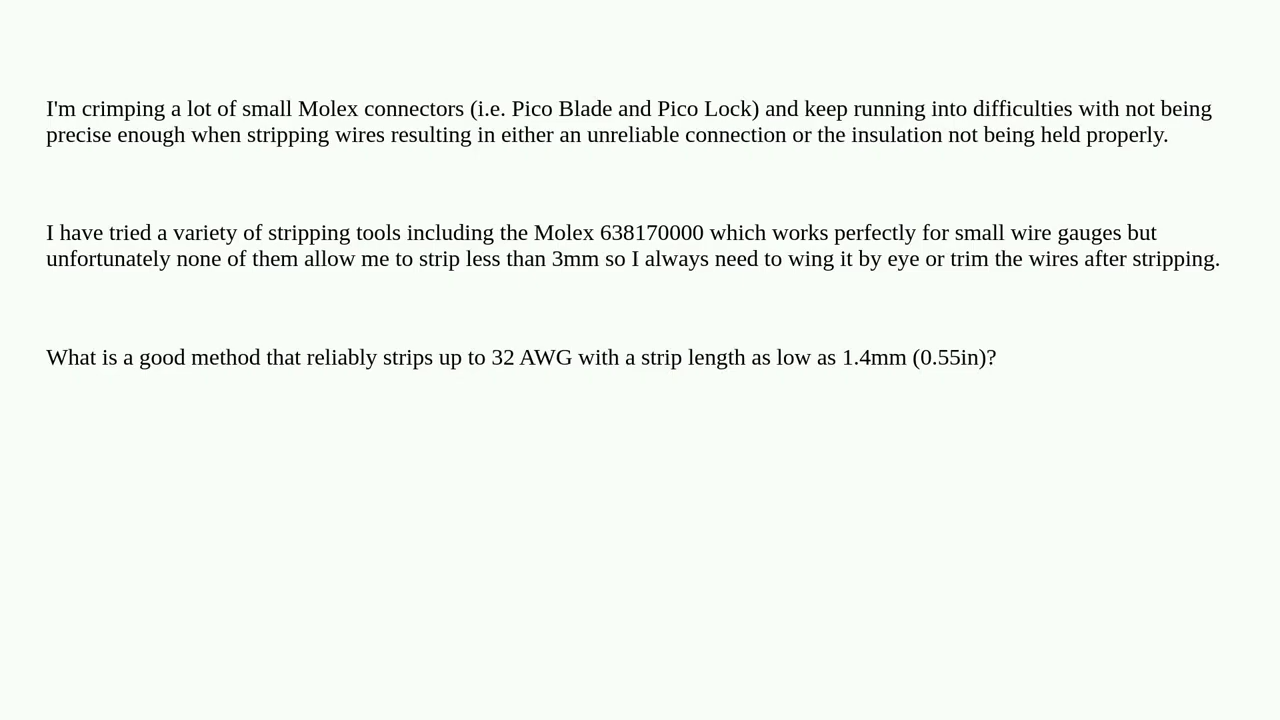 I'm crimping a lot of small Molex connectors (i.e. Pico Blade and Pico Lock) and keep running into difficulties with not being
precise enough when stripping wires resulting in either an unreliable connection or the insulation not being held properly.
I have tried a variety of stripping tools including the Molex 638170000 which works perfectly for small wire gauges but
unfortunately none of them allow me to strip less than 3mm so I always need to wing it by eye or trim the wires after stripping.
What is a good method that reliably strips up to 32 AWG with a strip length as low as 1.4mm (0.55in)?